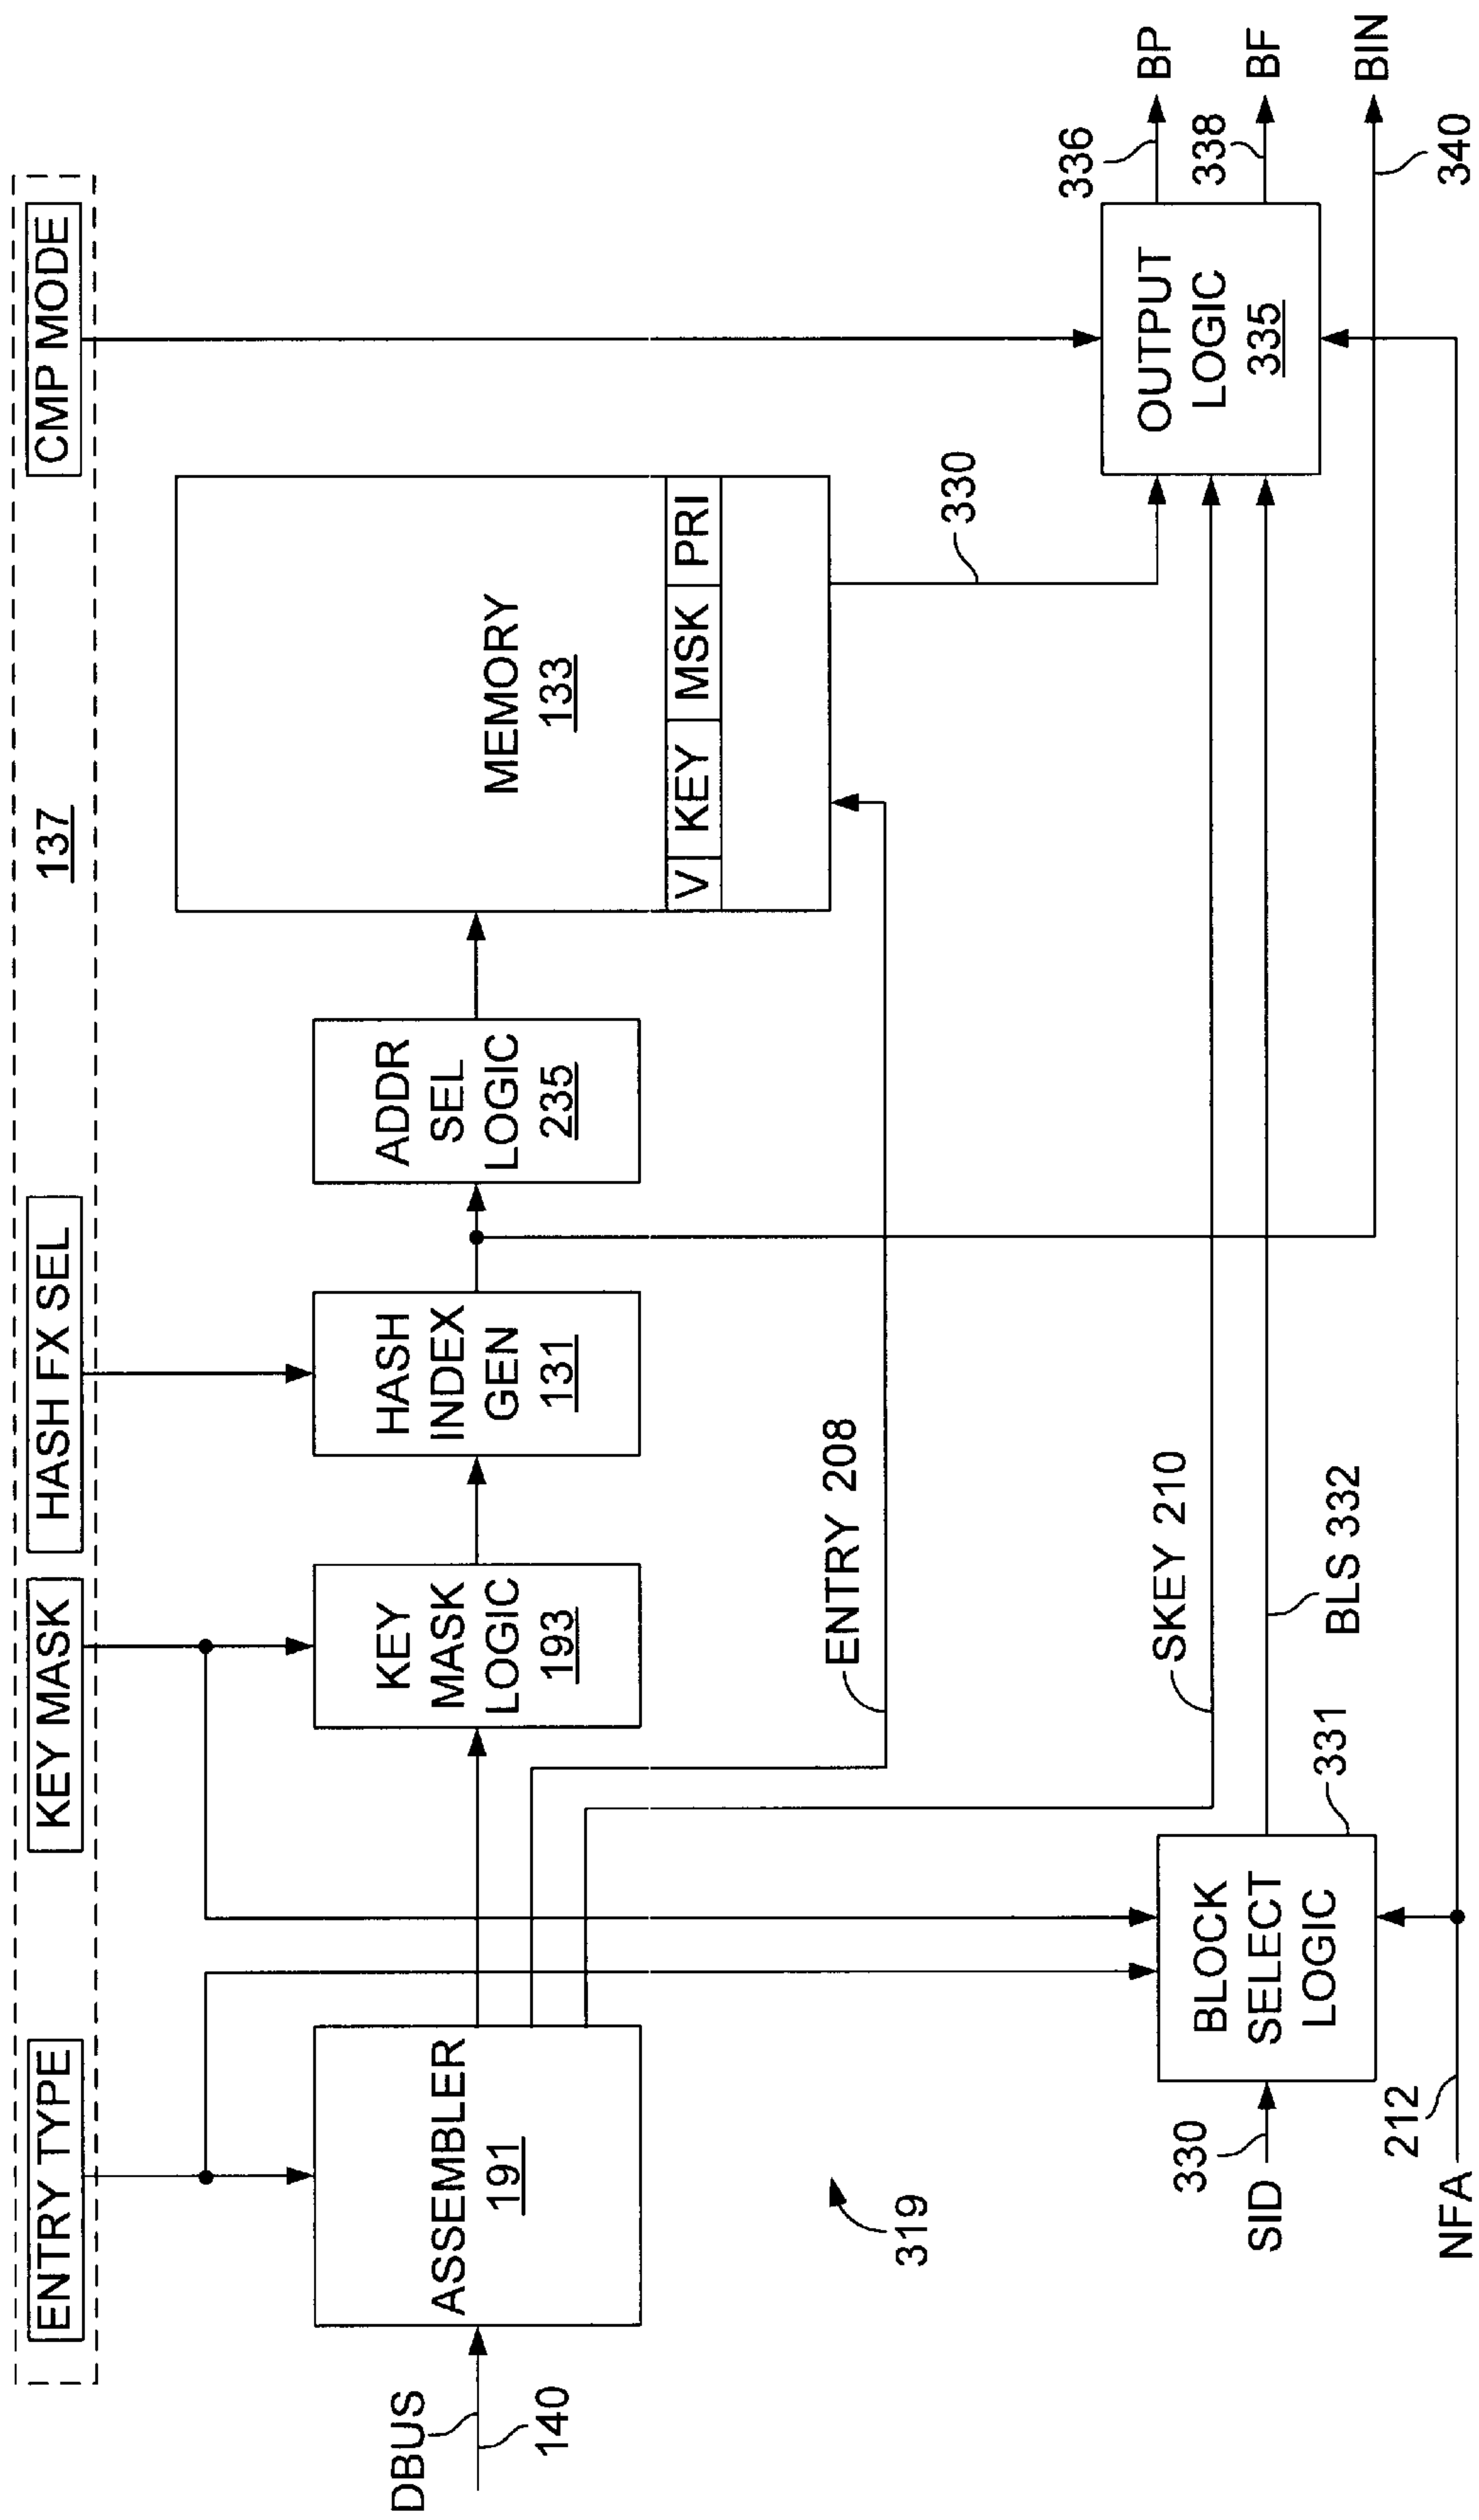 137
ENTRY TYPE
KEY MASK
HASH FX SEL
CMP MODE
DBUS
140
ASSEMBLER
191
KEY
MASK
LOGIC
193
HASH
INDEX
GEN
131
ADDR
SEL
LOGIC
235
MEMORY
133
V
KEY
MSK
PRI
319
ENTRY 208
SKEY 210
330
SID
330
BLOCK
SELECT
LOGIC
331
BLS 332
212
NFA
OUTPUT
LOGIC
335
336
BP
338
BF
340
BIN